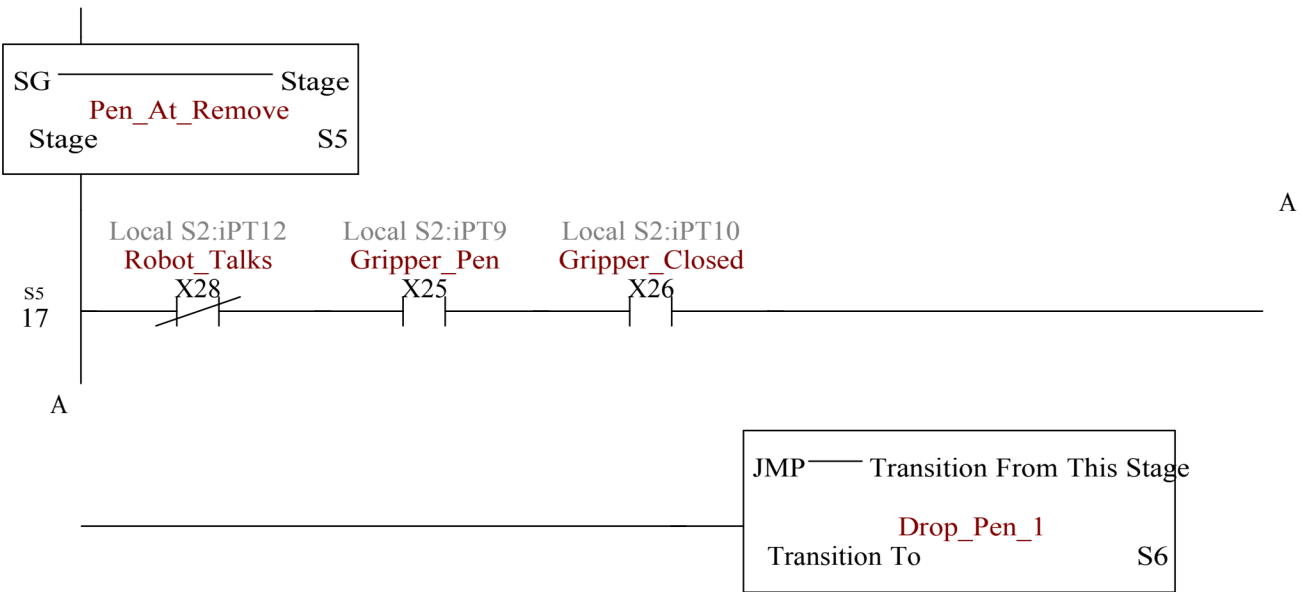 SG Stage
Pen_At_Remove
Stage S5
A
Local S2:iPT12 Local S2:iPT9 Local S2:iPT10
Robot_Talks Gripper_Pen Gripper_Closed
X28 X25 X26
S5
17
A
JMP Transition From This Stage
Drop_Pen_1
Transition To S6